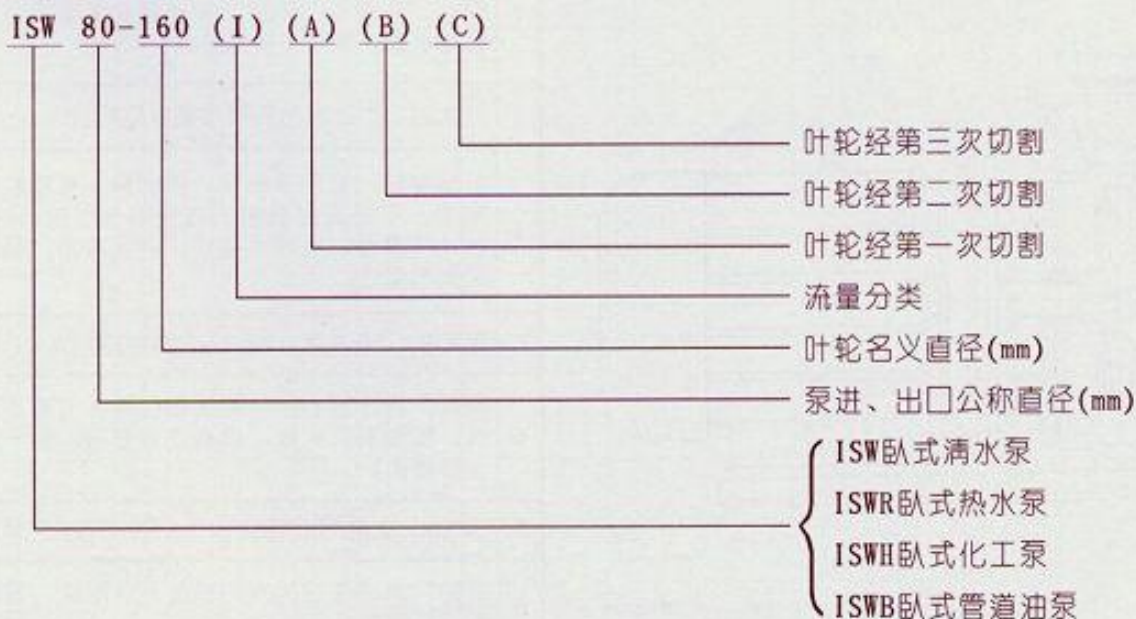 ISW 80-160 (I) (A) (B) (C)
叶轮经第三次切割
叶轮经第二次切割
叶轮经第一次切割
流量分类
叶轮名义直径(mm)
泵进、出口公称直径(mm)
ISW卧式清水泵
ISWR卧式热水泵
ISWH卧式化工泵
ISWB卧式管道油泵